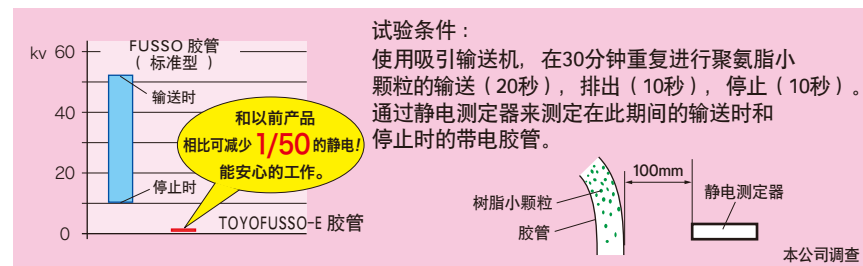 kv 60
FUSSO 胶管
( 标准型 )
输送时
40
和以前产品
相比可减少1/50的静电!
能安心的工作。
20
停止时
TOYOFUSSO-E 胶管
0
试验条件：
使用吸引输送机，在30分钟重复进行聚氨脂小
颗粒的输送（20秒），排出（10秒），停止（10秒）。
通过静电测定器来测定在此期间的输送时和
停止时的带电胶管。
100mm
静电测定器
树脂小颗粒
胶管
本公司调查